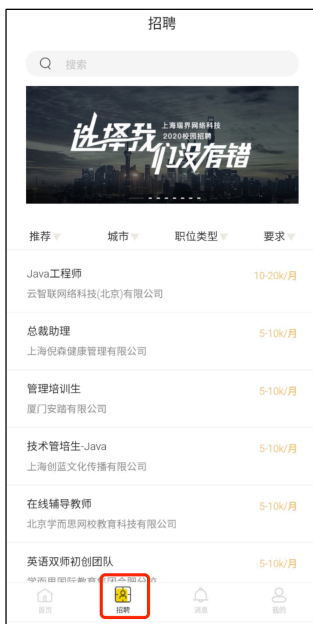 招聘
搜索
选择我
们没有错
上海瑞界网络科技
2020校园招聘
推荐 城市 职位类型 要求
Java工程师 10-20k/月
云智联网络科技(北京)有限公司
总裁助理 5-10k/月
上海倪森健康管理有限公司
管理培训生 5-10k/月
厦门安踏有限公司
技术管培生-Java 5-10k/月
上海创蓝文化传播有限公司
在线辅导教师 5-10k/月
北京学而思网校教育科技有限公司
英语双师初创团队 5-10k/月
首页 招聘 消息 我的